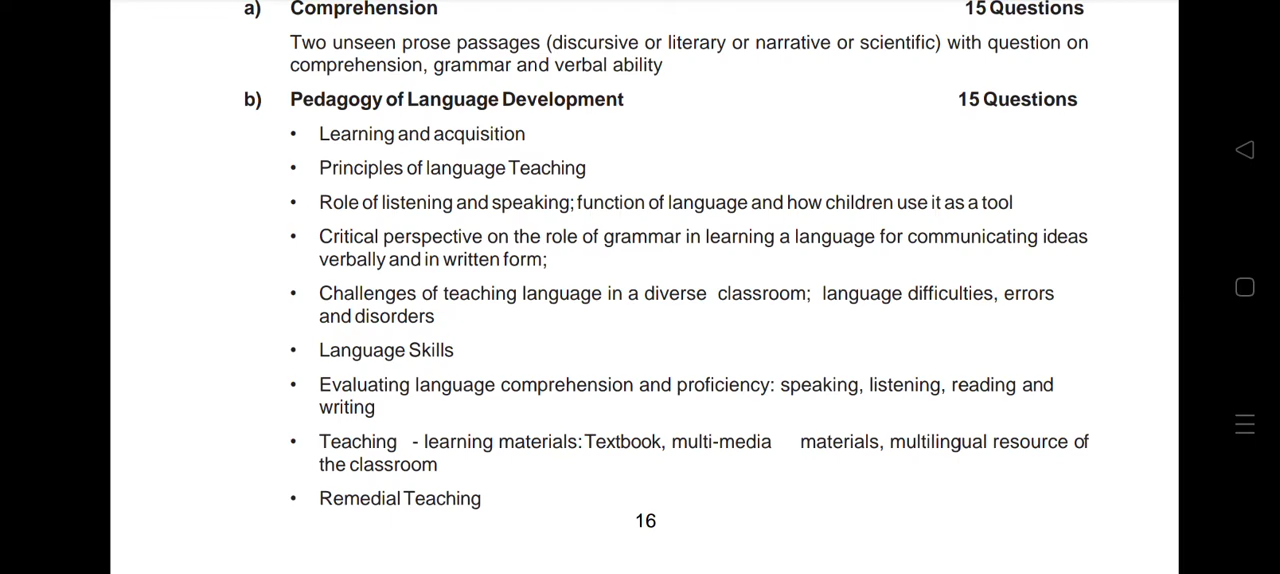 a) Comprehension 15 Questions
Two unseen prose passages (discursive or literary or narrative or scientific) with question on
comprehension, grammar and verbal ability
b) Pedagogy of Language Development 15 Questions
• Learning and acquisition
• Principles of language Teaching
• Role of listening and speaking; function of language and how children use it as a tool
• Critical perspective on the role of grammar in learning a language for communicating ideas
verbally and in written form;
• Challenges of teaching language in a diverse classroom; language difficulties, errors
and disorders
• Language Skills
• Evaluating language comprehension and proficiency: speaking, listening, reading and
writing
• Teaching - learning materials: Textbook, multi-media materials, multilingual resource of
the classroom
• Remedial Teaching
16